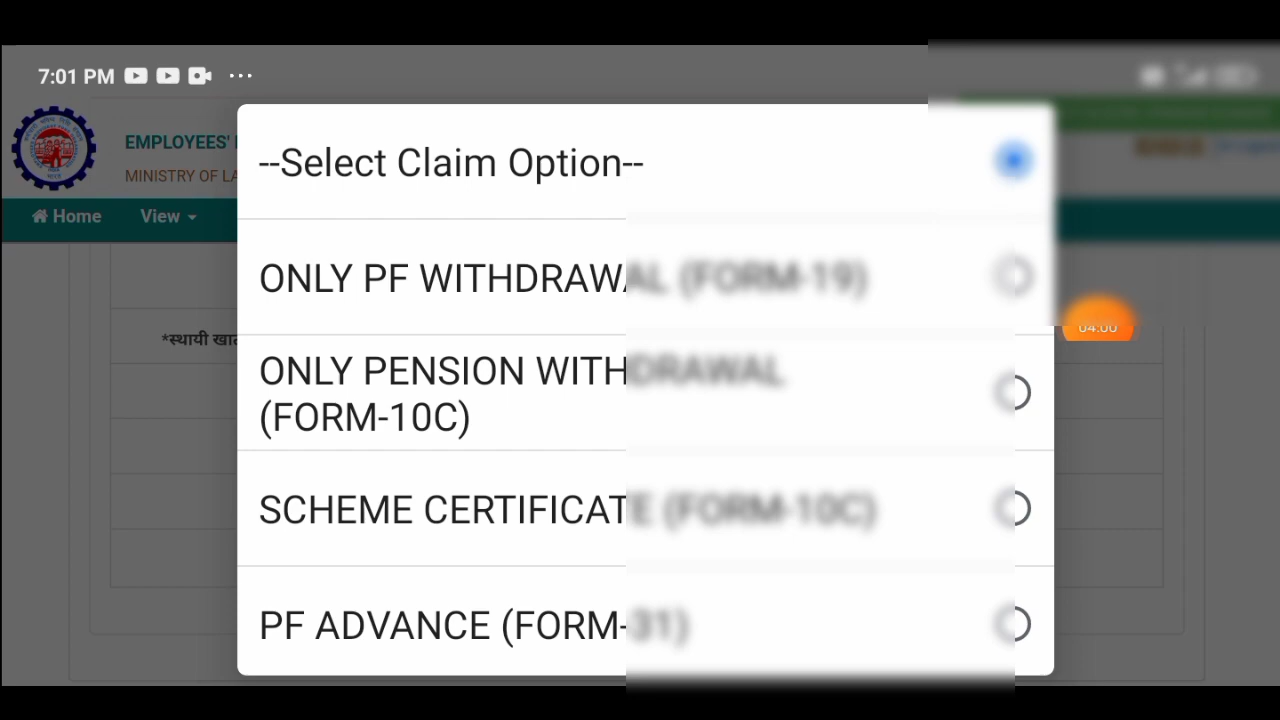 7:01 PM
EMPLOYEES'
MINISTRY OF LA
Home View
--Select Claim Option--
ONLY PF WITHDRAWAL (FORM-19)
ONLY PENSION WITHDRAWAL
(FORM-10C)
SCHEME CERTIFICATE (FORM-10C)
PF ADVANCE (FORM-31)
*स्थायी खा
04:00